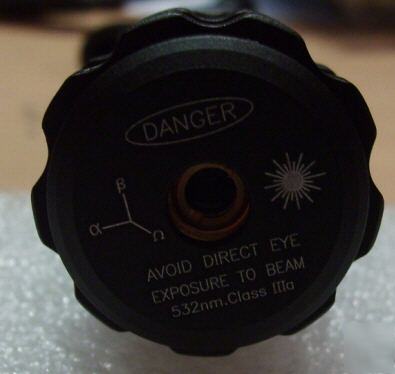 DANGER
β
α Ω
AVOID DIRECT EYE
EXPOSURE TO BEAM
532nm.Class IIIa